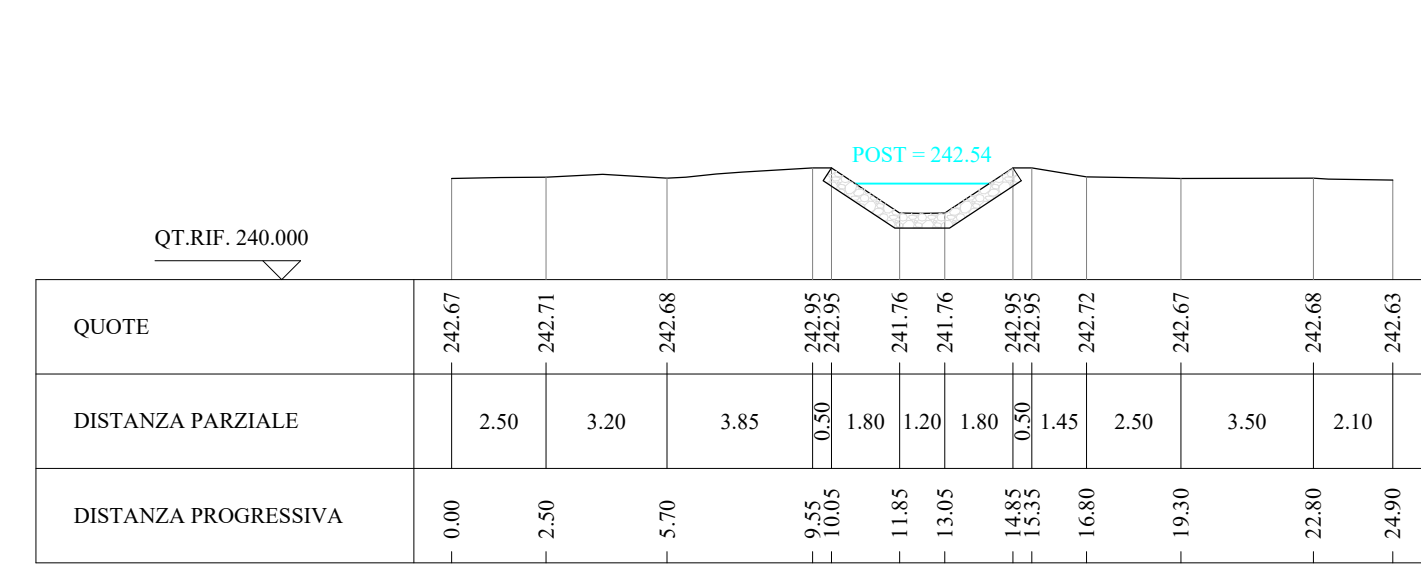 POST = 242.54
QT.RIF. 240.000
QUOTE 242.67 242.71 242.68 242.95 242.95 241.76 241.76 242.95 242.95 242.72 242.67 242.68 242.63
DISTANZA PARZIALE 2.50 3.20 3.85 0.50 1.80 1.20 1.80 0.50 1.45 2.50 3.50 2.10
DISTANZA PROGRESSIVA 0.00 2.50 5.70 9.55 10.05 11.85 13.05 14.85 15.35 16.80 19.30 22.80 24.90